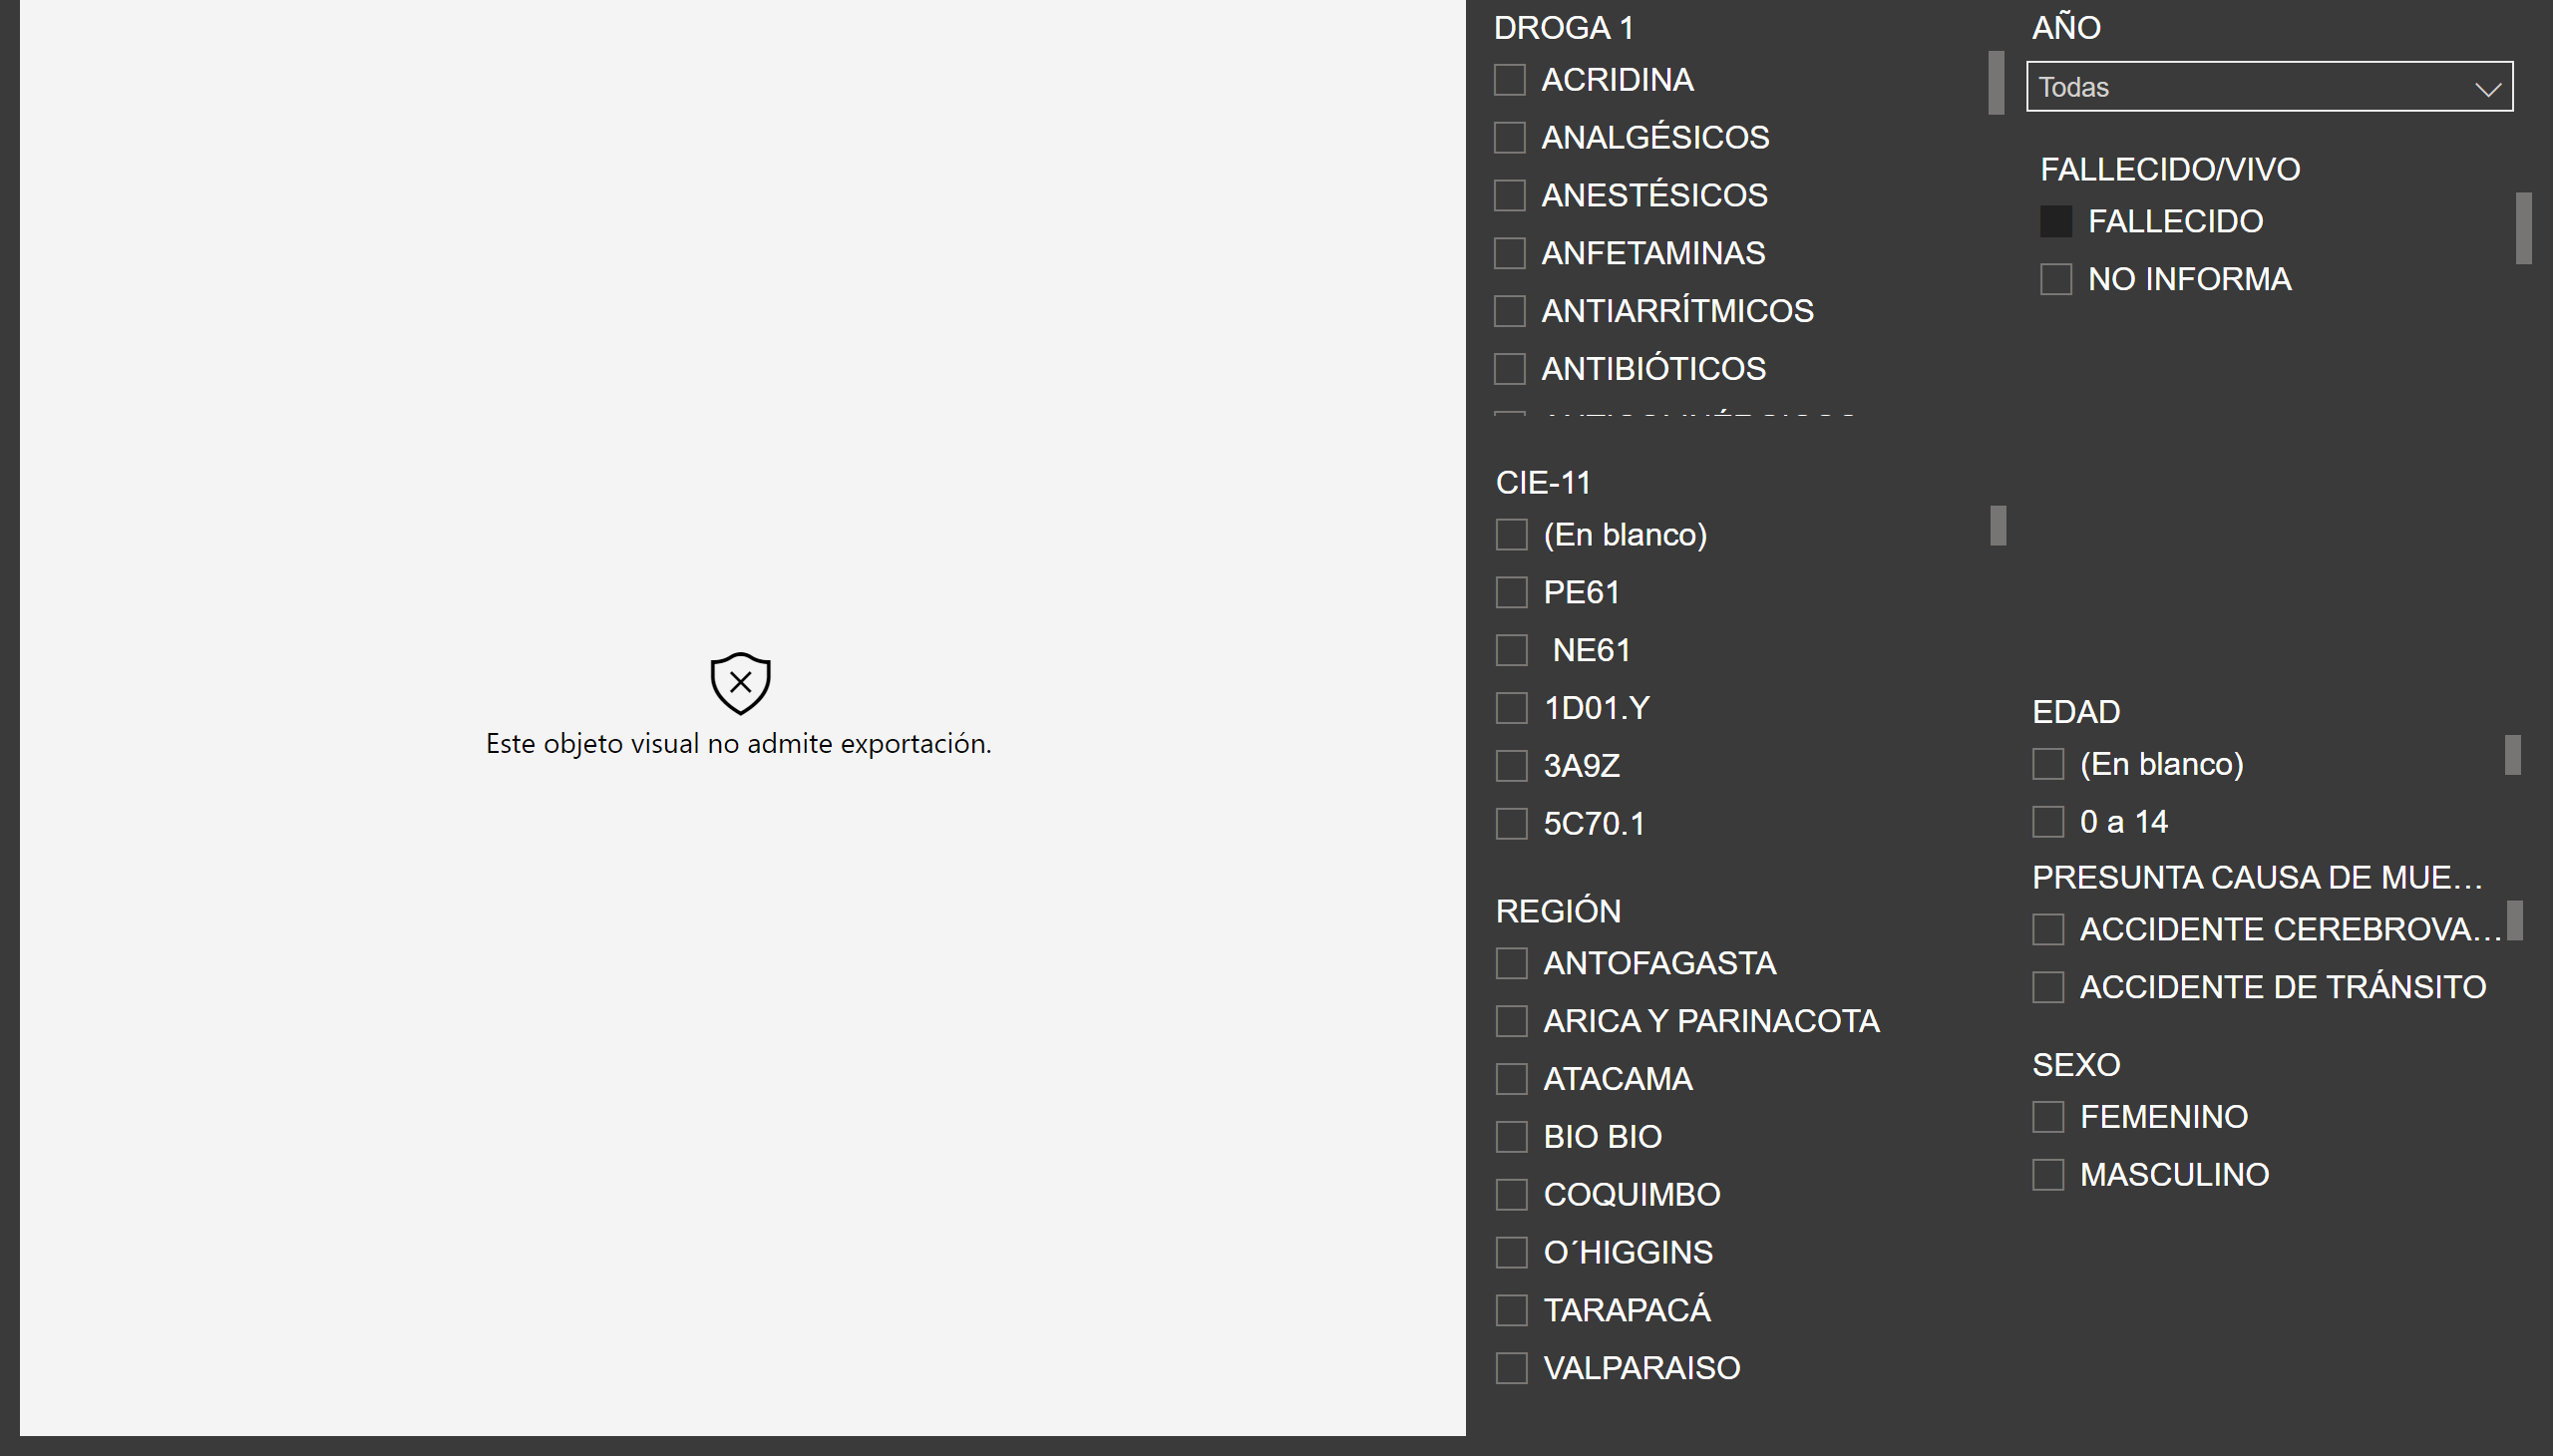 Este objeto visual no admite exportación.
DROGA 1
ACRIDINA
ANALGÉSICOS
ANESTÉSICOS
ANFETAMINAS
ANTIARRÍTMICOS
ANTIBIÓTICOS
CIE-11
(En blanco)
PE61
NE61
1D01.Y
3A9Z
5C70.1
REGIÓN
ANTOFAGASTA
ARICA Y PARINACOTA
ATACAMA
BIO BIO
COQUIMBO
O´HIGGINS
TARAPACÁ
VALPARAISO
AÑO
Todas
FALLECIDO/VIVO
FALLECIDO
NO INFORMA
EDAD
(En blanco)
0 a 14
PRESUNTA CAUSA DE MUE...
ACCIDENTE CEREBROVA...
ACCIDENTE DE TRÁNSITO
SEXO
FEMENINO
MASCULINO